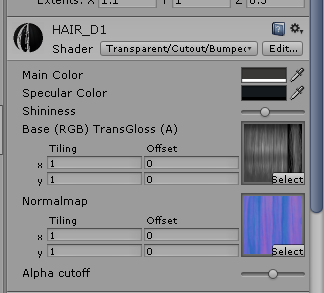 Extents: X 1.1 Y 1 Z 0.5
HAIR_D1
Shader Transparent/Cutout/Bumpec Edit...
Main Color
Specular Color
Shininess
Base (RGB) TransGloss (A)
Tiling Offset
x 1 0
y 1 0
Select
Normalmap
Tiling Offset
x 1 0
y 1 0
Select
Alpha cutoff